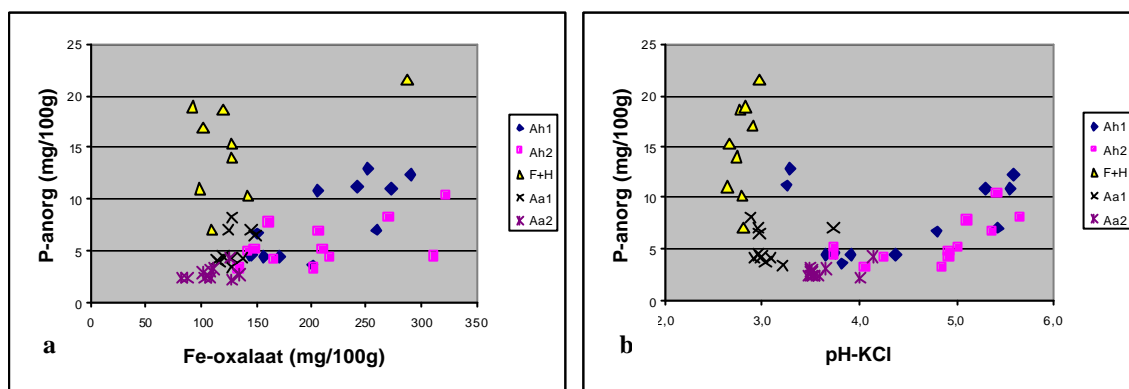 P-anorg (mg/100g)
25
20
15
10
5
0
0 50 100 150 200 250 300 350
Fe-oxalaat (mg/100g)
a
Ah1
Ah2
F+H
Aa1
Aa2
P-anorg (mg/100g)
25
20
15
10
5
0
2,0 3,0 4,0 5,0 6,0
pH-KCl
b
Ah1
Ah2
F+H
Aa1
Aa2